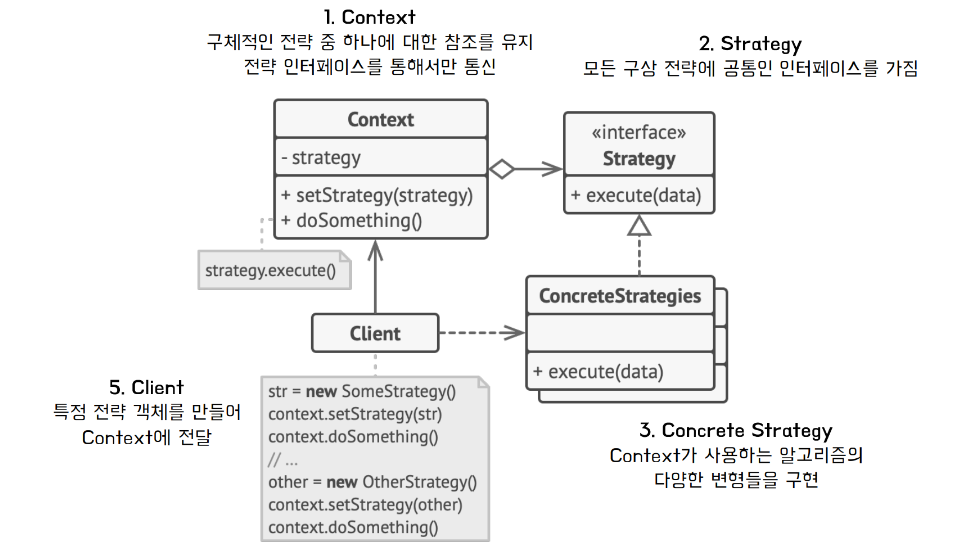 1. Context
구체적인 전략 중 하나에 대한 참조를 유지
전략 인터페이스를 통해서만 통신
2. Strategy
모든 구상 전략에 공통인 인터페이스를 가짐
Context
- strategy
+ setStrategy(strategy)
+ doSomething()
«interface»
Strategy
+ execute(data)
strategy.execute()
ConcreteStrategies
+ execute(data)
Client
5. Client
특정 전략 객체를 만들어
Context에 전달
str = new SomeStrategy()
context.setStrategy(str)
context.doSomething()
// ...
other = new OtherStrategy()
context.setStrategy(other)
context.doSomething()
3. Concrete Strategy
Context가 사용하는 알고리즘의
다양한 변형들을 구현